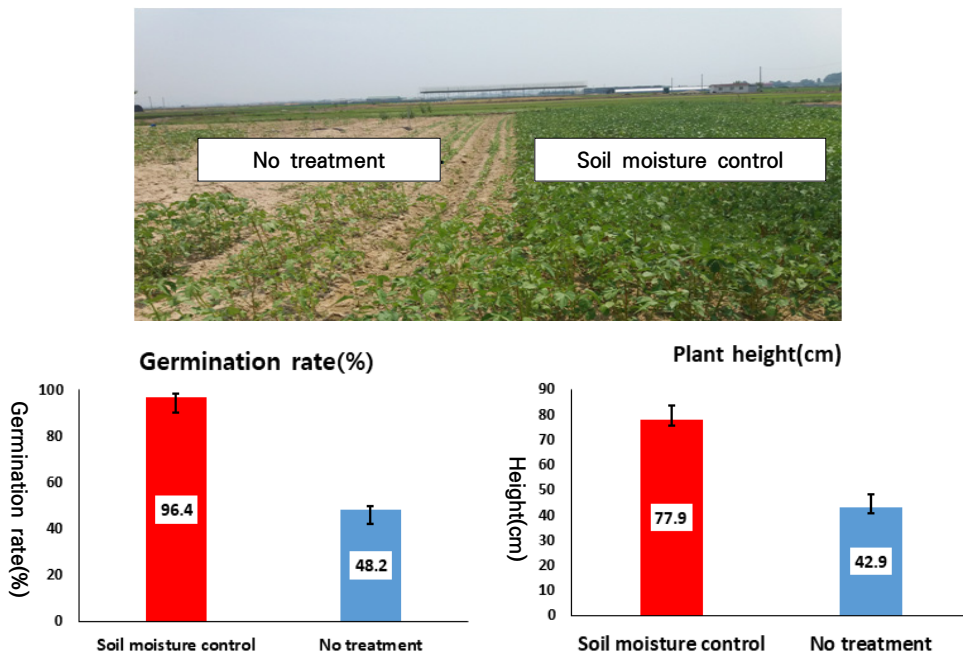 No treatment
Soil moisture control
Germination rate(%)
Germination rate(%)
100
80
60
40
20
0
96.4
48.2
Soil moisture control
No treatment
Plant height(cm)
Height(cm)
90
80
70
60
50
40
30
20
10
0
77.9
42.9
Soil moisture control
No treatment